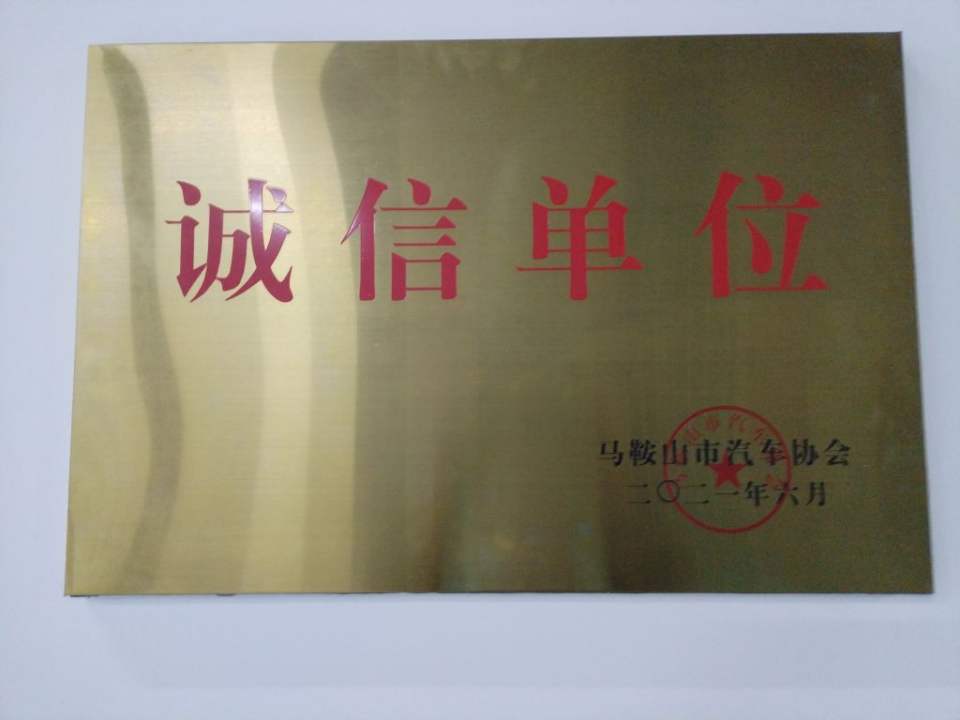 诚信单位
马鞍山市汽车协会
二〇二一年六月